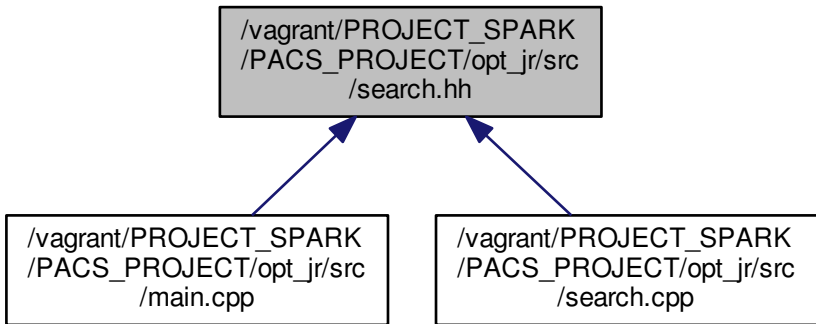 /vagrant/PROJECT_SPARK
/PACS_PROJECT/opt_jr/src
/search.hh
/vagrant/PROJECT_SPARK
/PACS_PROJECT/opt_jr/src
/main.cpp
/vagrant/PROJECT_SPARK
/PACS_PROJECT/opt_jr/src
/search.cpp